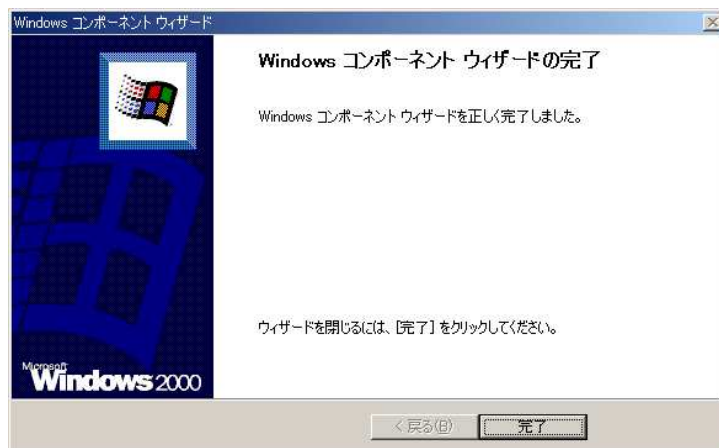 Windows コンポーネント ウィザード
Windows コンポーネント ウィザードの完了
Windows コンポーネント ウィザードを正しく完了しました。
ウィザードを閉じるには、[完了] をクリックしてください。
Microsoft
Windows 2000
< 戻る(B)
完了